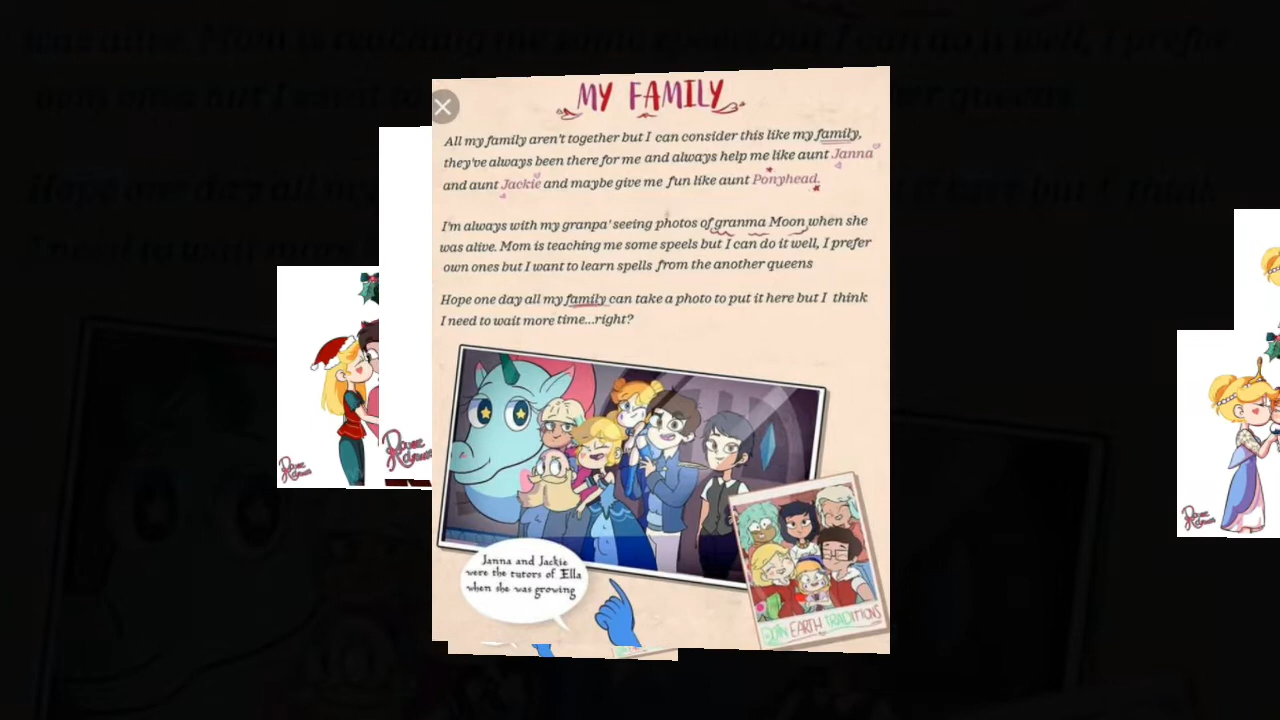 MY FAMILY
All my family aren't together but I can consider this like my family,
they've always been there for me and always help me like aunt Janna
and aunt Jackie and maybe give me fun like aunt Ponyhead.
I'm always with my granpa' seeing photos of granma Moon when she
was alive. Mom is teaching me some speels but I can do it well, I prefer
own ones but I want to learn spells from the another queens
Hope one day all my family can take a photo to put it here but I think
I need to wait more time...right?
Janna and Jackie
were the tutors of Ella
when she was growing
EARTH TRADITIONS